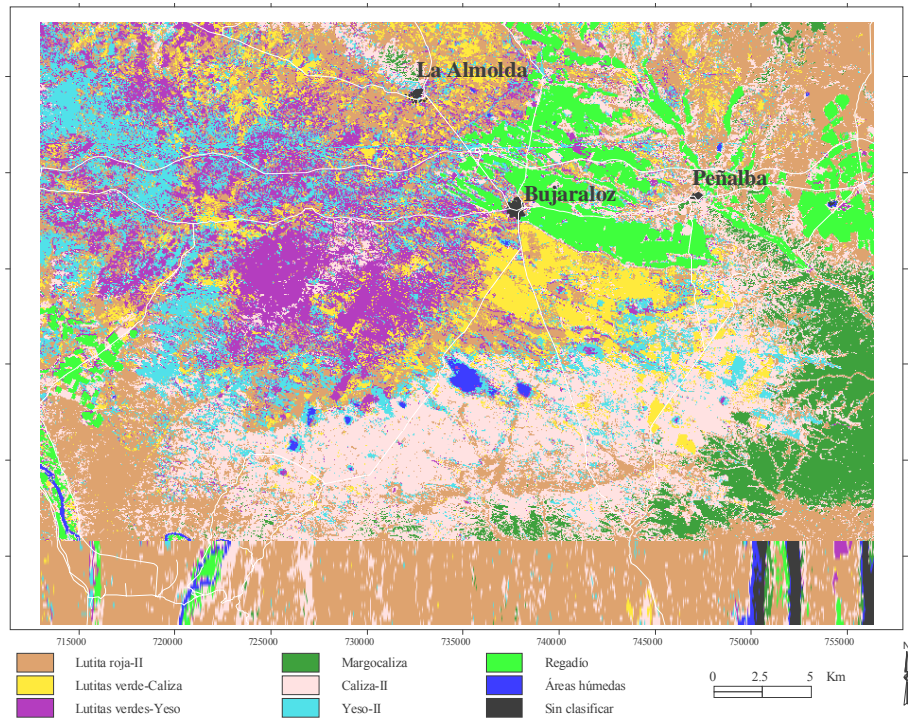 La Almolda
Peñalba
Bujaraloz
715000 720000 725000 730000 735000 740000 745000 750000 755000
Lutita roja-II Margocaliza Regadío 0 2.5 5 Km
Lutitas verde-Caliza Caliza-II Áreas húmedas
Lutitas verdes-Yeso Yeso-II Sin clasificar
N